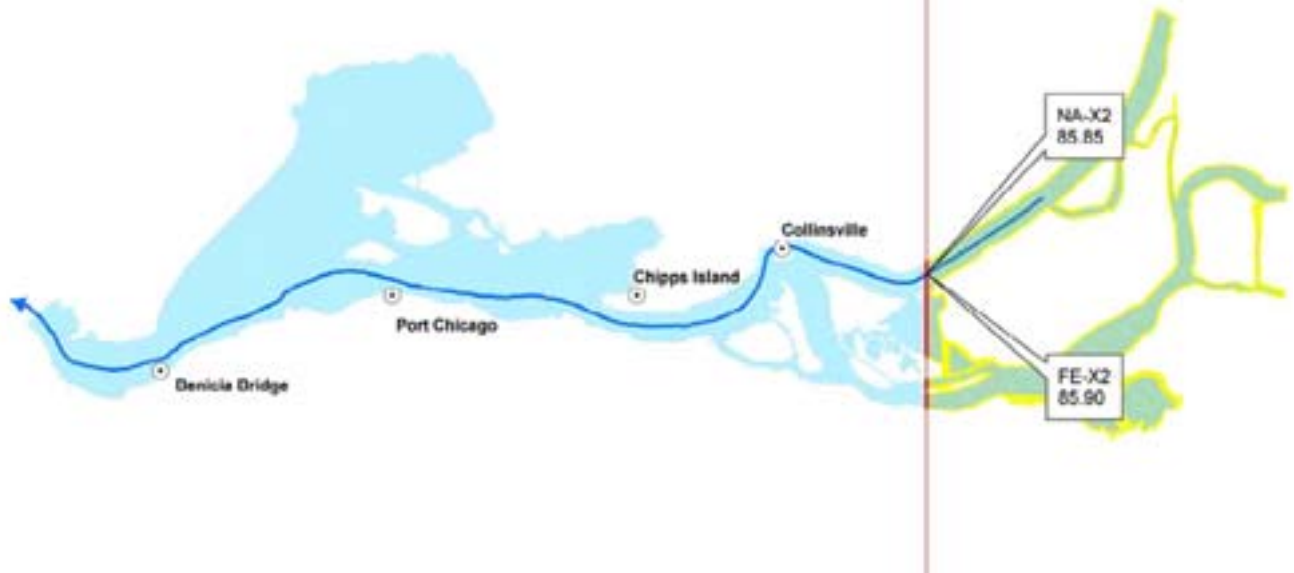 NA-X2
85.85
Collinsville
Chipps Island
Port Chicago
Benicia Bridge
FE-X2
85.90